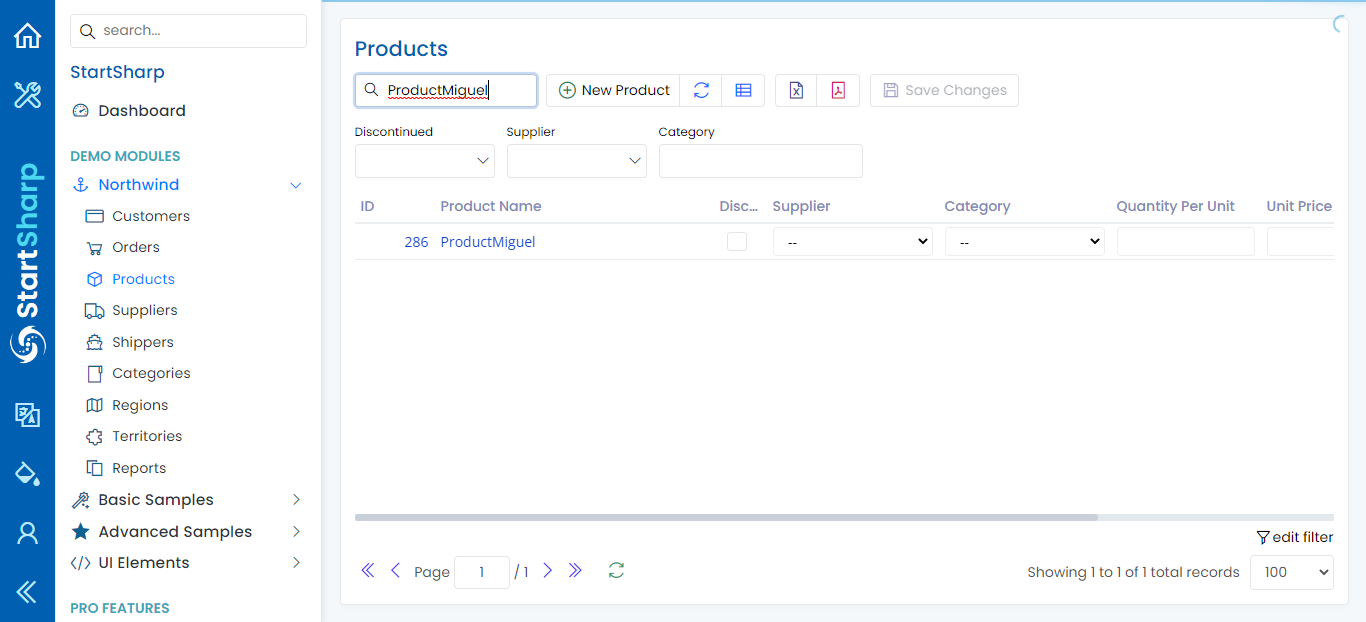 search...
StartSharp
Dashboard
DEMO MODULES
Northwind
Customers
Orders
Products
Suppliers
Shippers
Categories
Regions
Territories
Reports
Basic Samples
Advanced Samples
UI Elements
PRO FEATURES
StartSharp
Products
ProductMiguel
New Product
Save Changes
Discontinued Supplier Category
ID Product Name Disc... Supplier Category Quantity Per Unit Unit Price
286 ProductMiguel -- --
edit filter
Page 1 / 1
Showing 1 to 1 of 1 total records 100